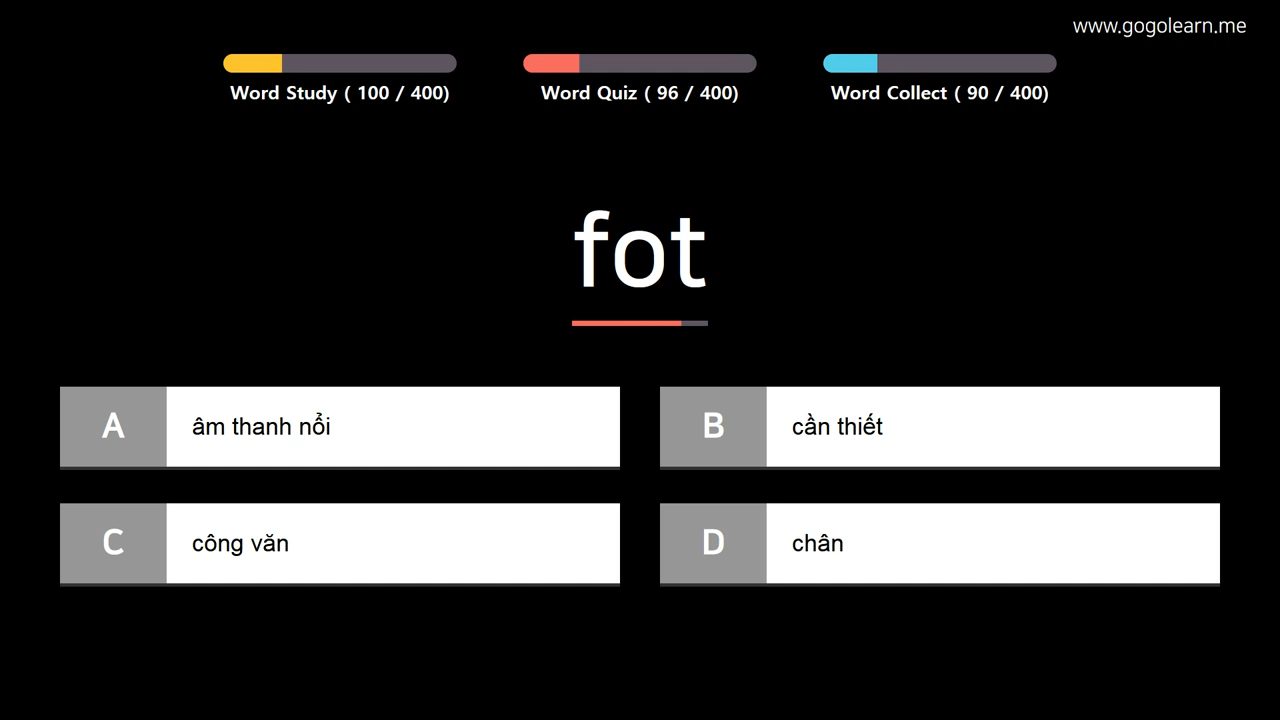 www.gogolearn.me
Word Study ( 100 / 400)
Word Quiz ( 96 / 400)
Word Collect ( 90 / 400)
fot
A
âm thanh nổi
B
cần thiết
C
công văn
D
chân